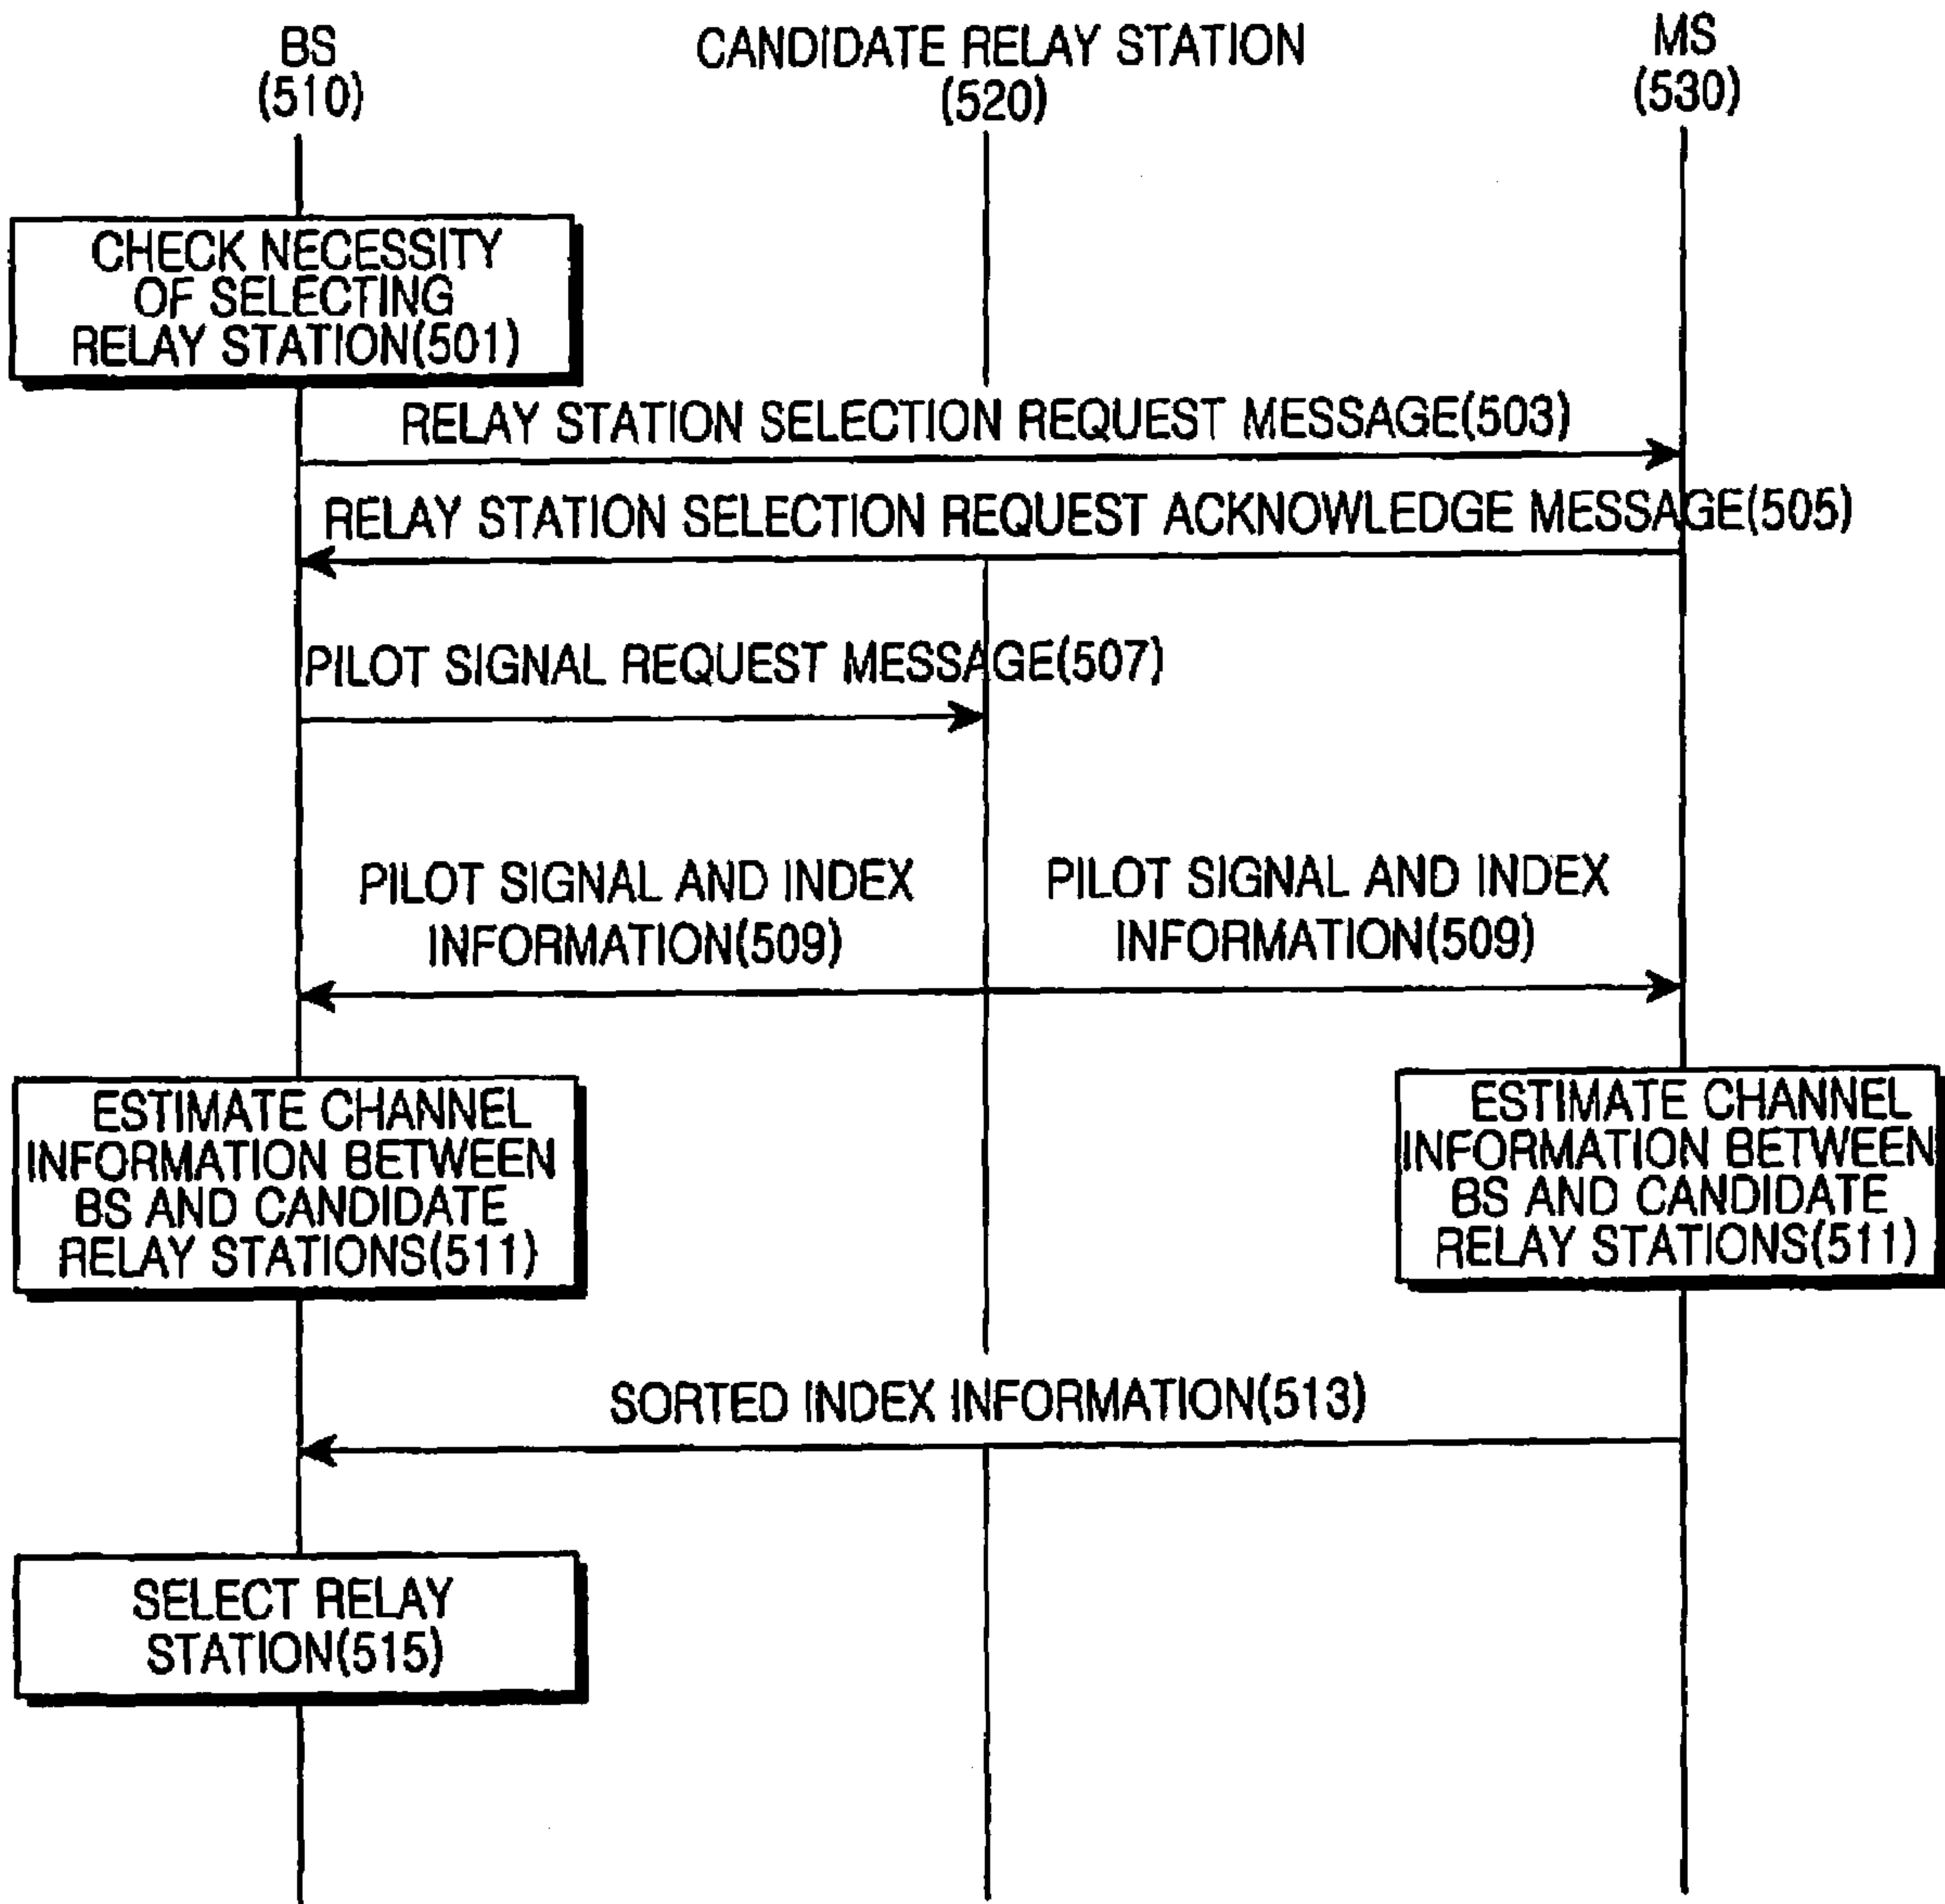 BS
(510)
CANDIDATE RELAY STATION
(520)
MS
(530)
CHECK NECESSITY
OF SELECTING
RELAY STATION(501)
RELAY STATION SELECTION REQUEST MESSAGE(503)
RELAY STATION SELECTION REQUEST ACKNOWLEDGE MESSAGE(505)
PILOT SIGNAL REQUEST MESSAGE(507)
PILOT SIGNAL AND INDEX
INFORMATION(509)
PILOT SIGNAL AND INDEX
INFORMATION(509)
ESTIMATE CHANNEL
INFORMATION BETWEEN
BS AND CANDIDATE
RELAY STATIONS(511)
ESTIMATE CHANNEL
INFORMATION BETWEEN
BS AND CANDIDATE
RELAY STATIONS(511)
SORTED INDEX INFORMATION(513)
SELECT RELAY
STATION(515)